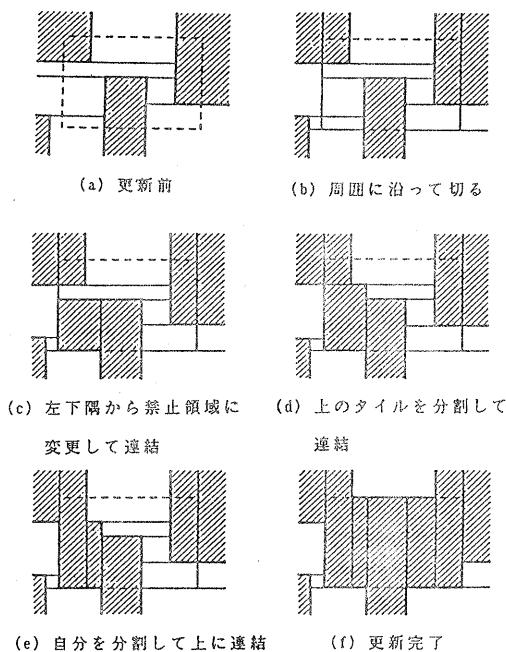 (a) 更新前
(b) 周囲に沿って切る
(c) 左下隅から禁止領域に
変更して連結
(d) 上のタイルを分割して
連結
(e) 自分を分割して上に連結
(f) 更新完了